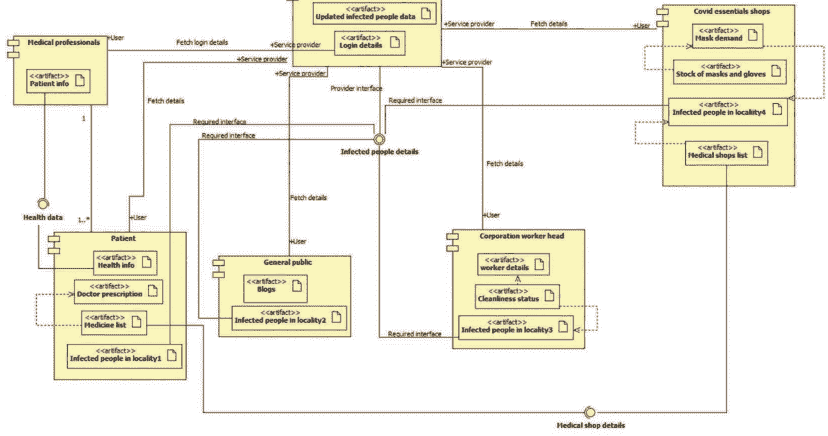 <<artifact>>
Updated infected people data
<<artifact>>
Login details
Covid essentials shops
<<artifact>>
Mask demand
<<artifact>>
Stock of masks and gloves
<<artifact>>
Infected people in locality4
<<artifact>>
Medical shops list
Medical professionals
<<artifact>>
Patient info
+User
Fetch login details
+Service provider
+Service provider
+Service provider
+Service provider
Fetch details
+User
+Service provider
Fetch details
Provider interface
Required interface
Required interface
Required interface
Infected people details
1
Health data
1..*
+User
Fetch details
+User
Fetch details
+User
Patient
<<artifact>>
Health info
<<artifact>>
Doctor prescription
<<artifact>>
Medicine list
<<artifact>>
Infected people in locality1
General public
<<artifact>>
Blogs
<<artifact>>
Infected people in locality2
Corporation worker head
<<artifact>>
worker details
<<artifact>>
Cleanliness status
<<artifact>>
Infected people in locality3
Required interface
Medical shop details